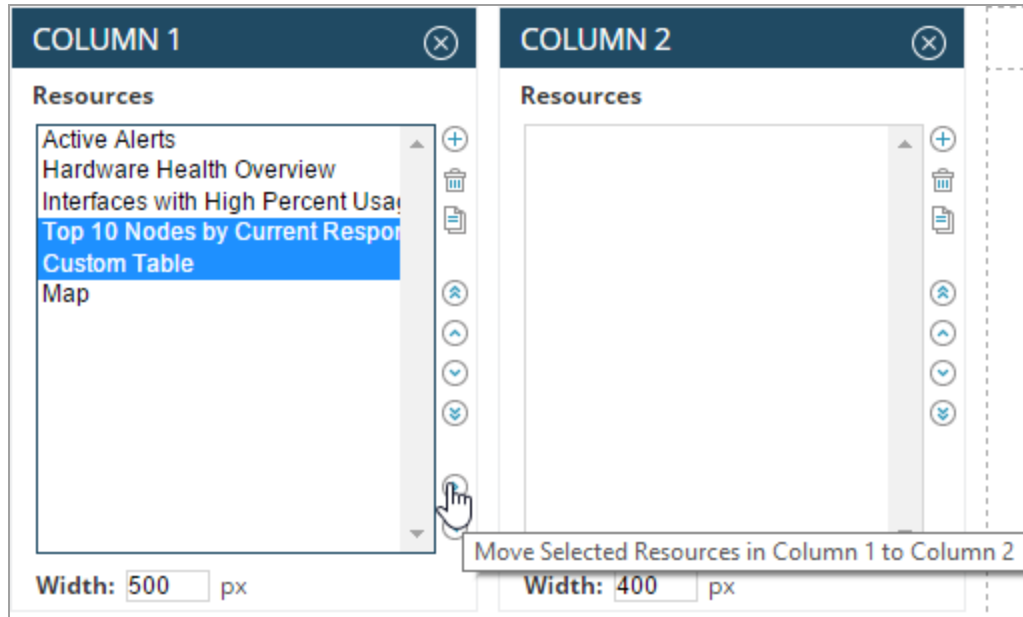 COLUMN 1
COLUMN 2
Resources
Resources
Active Alerts
Hardware Health Overview
Interfaces with High Percent
Top 10 Nodes by Current
Custom Table
Map
Move Selected Resources in Column 1 to Column 2
Width: 500 px
Width: 400 px